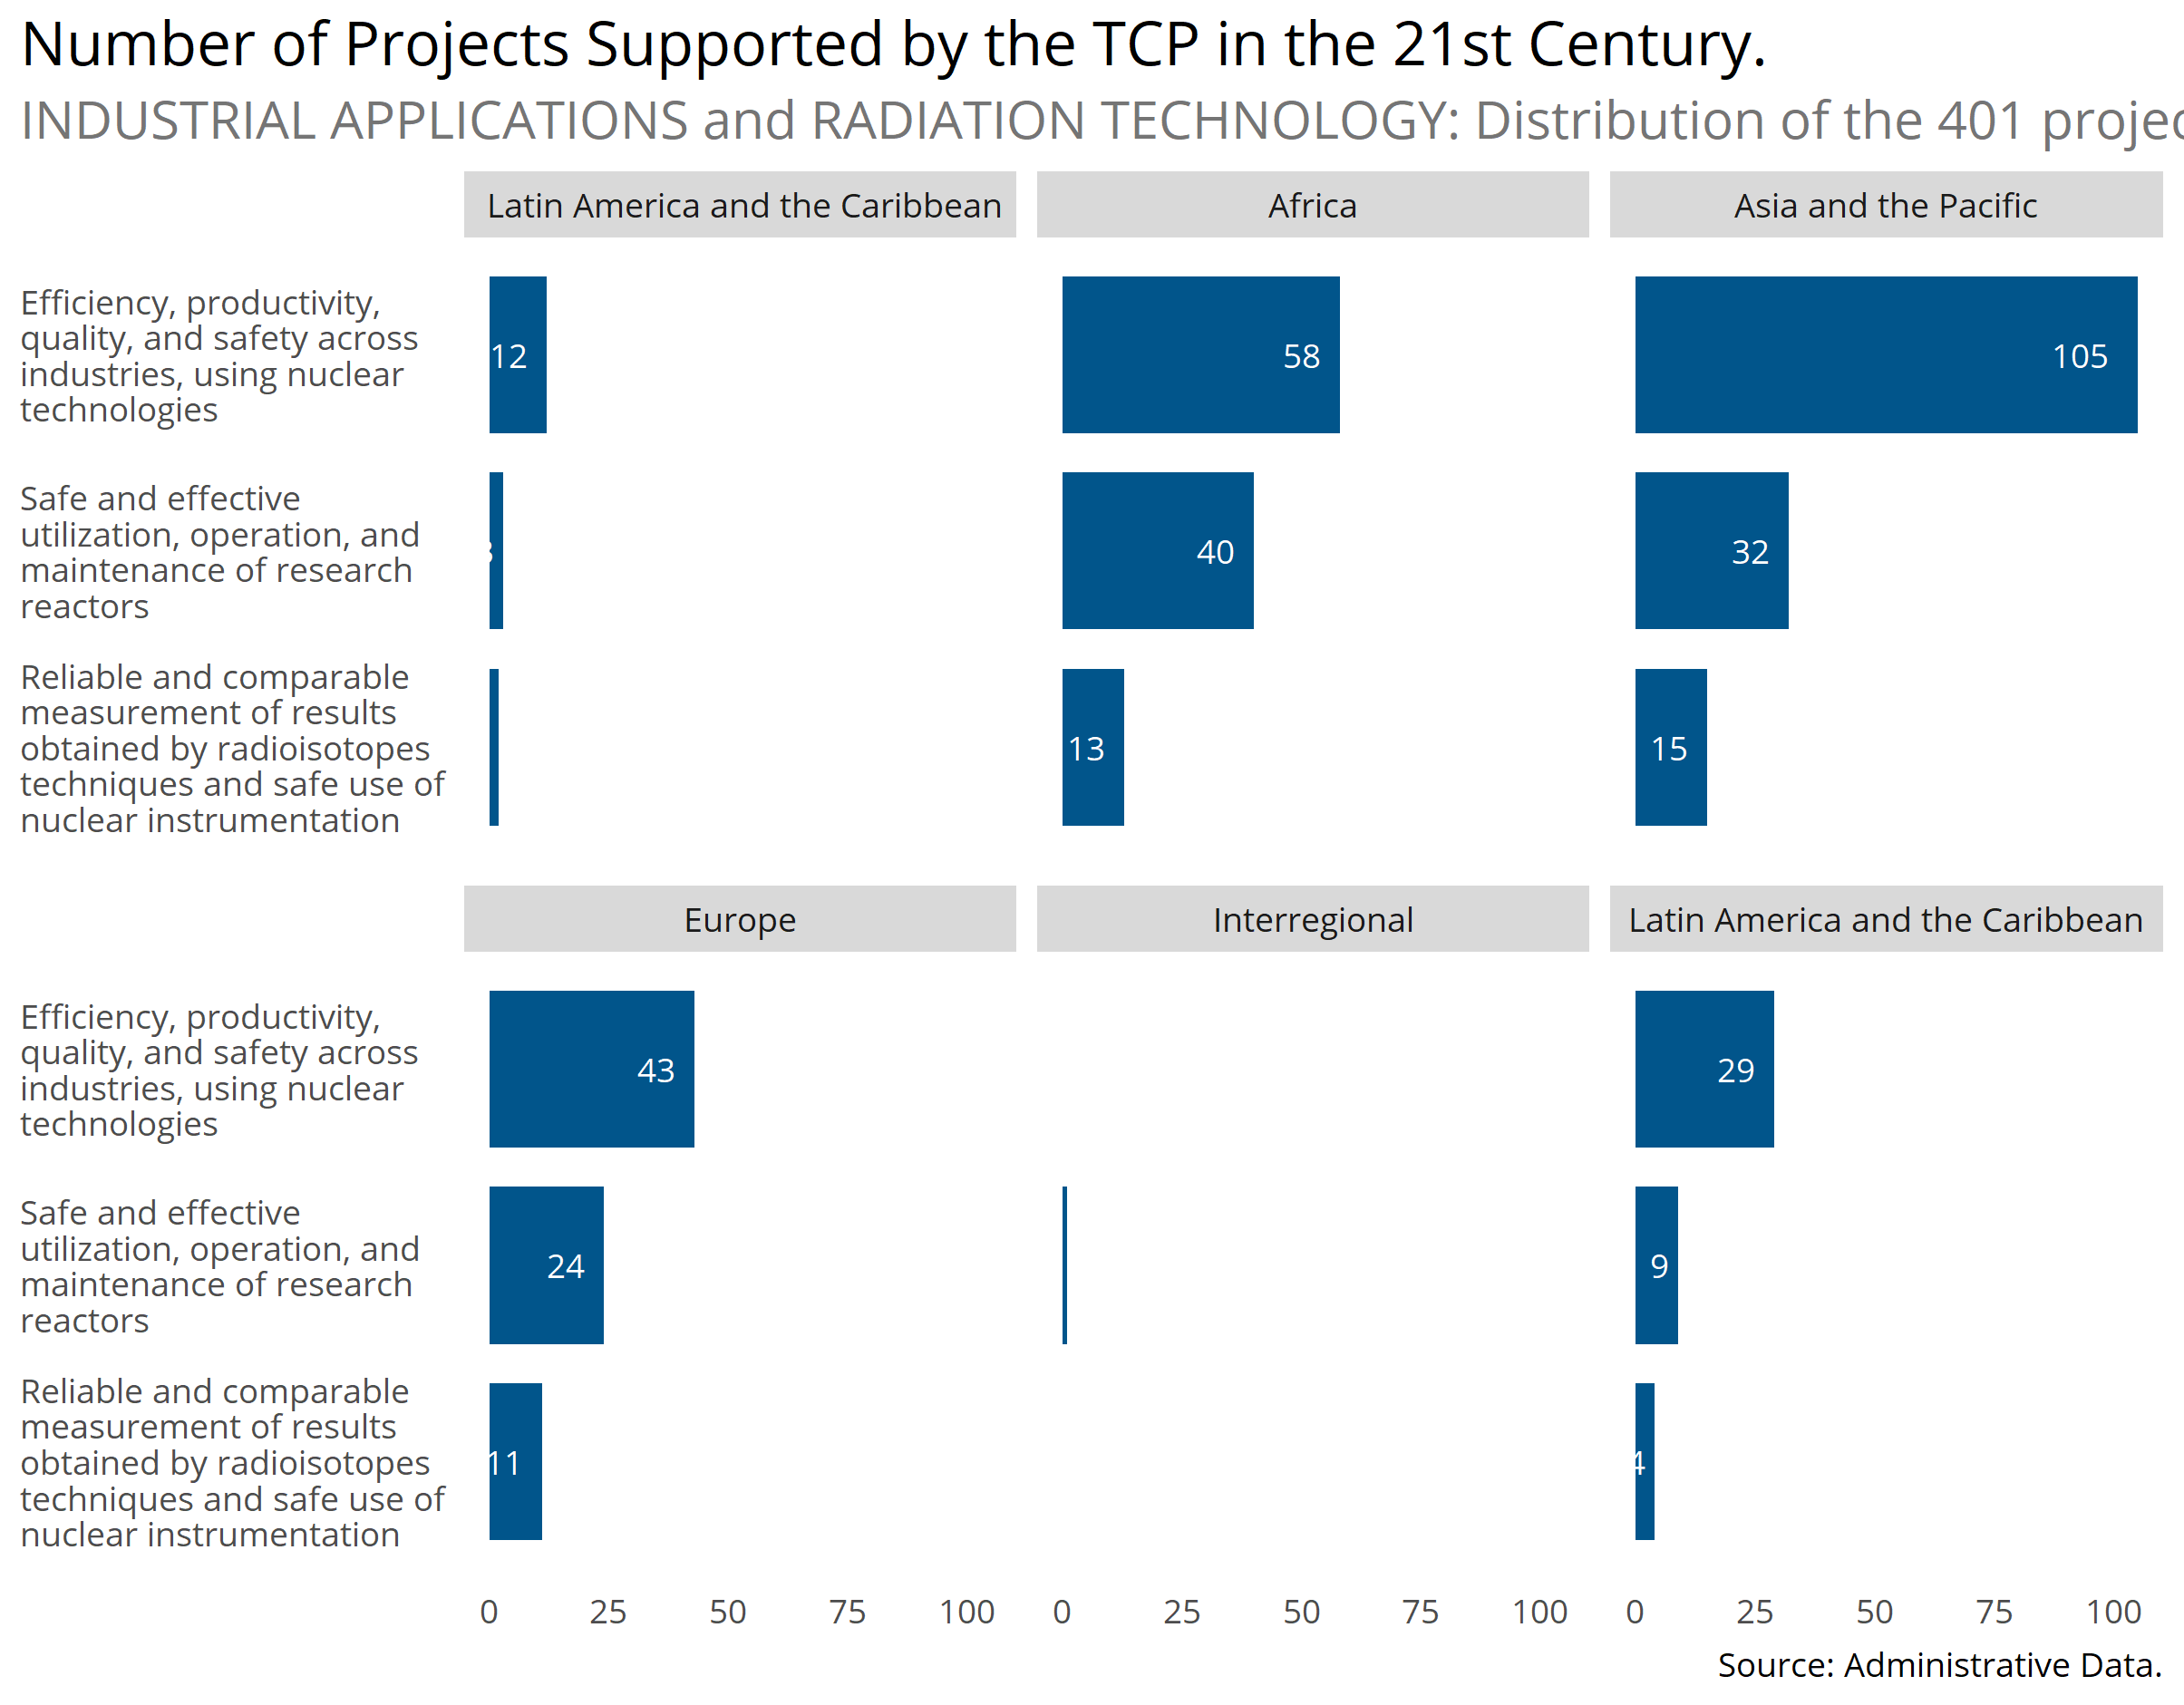 Number of Projects Supported by the TCP in the 21st Century.
INDUSTRIAL APPLICATIONS and RADIATION TECHNOLOGY: Distribution of the 401
Latin America and the Caribbean
Africa
Asia and the Pacific
Efficiency, productivity,
quality, and safety across
industries, using nuclear
technologies
12
58
105
Safe and effective
utilization, operation, and
maintenance of research
reactors
40
32
Reliable and comparable
measurement of results
obtained by radioisotopes
techniques and safe use of
nuclear instrumentation
13
15
Europe
Interregional
Latin America and the Caribbean
Efficiency, productivity,
quality, and safety across
industries, using nuclear
technologies
43
29
Safe and effective
utilization, operation, and
maintenance of research
reactors
24
9
Reliable and comparable
measurement of results
obtained by radioisotopes
techniques and safe use of
nuclear instrumentation
11
4
0 25 50 75 100
0 25 50 75 100
0 25 50 75 100
Source: Administrative Data.